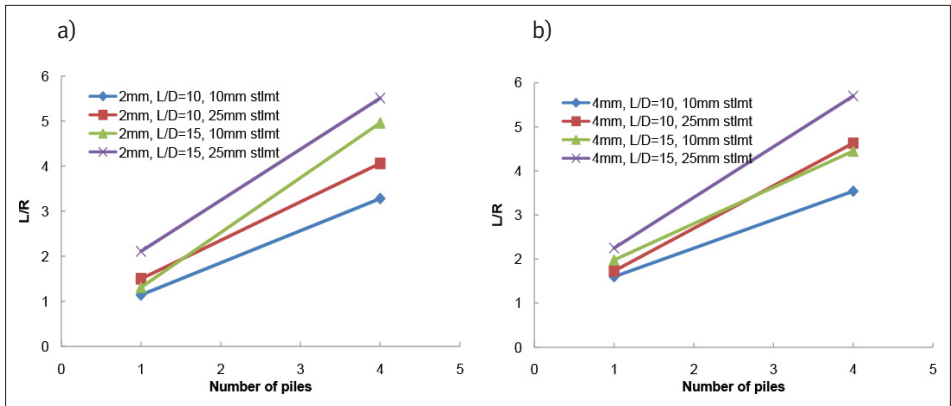 a)
6
5
4
3
2
1
0
L/R
2mm, L/D=10, 10mm stlmt
2mm, L/D=10, 25mm stlmt
2mm, L/D=15, 10mm stlmt
2mm, L/D=15, 25mm stlmt
0 1 2 3 4 5
Number of piles
b)
6
5
4
3
2
1
0
L/R
4mm, L/D=10, 10mm stlmt
4mm, L/D=10, 25mm stlmt
4mm, L/D=15, 10mm stlmt
4mm, L/D=15, 25mm stlmt
0 1 2 3 4 5
Number of piles